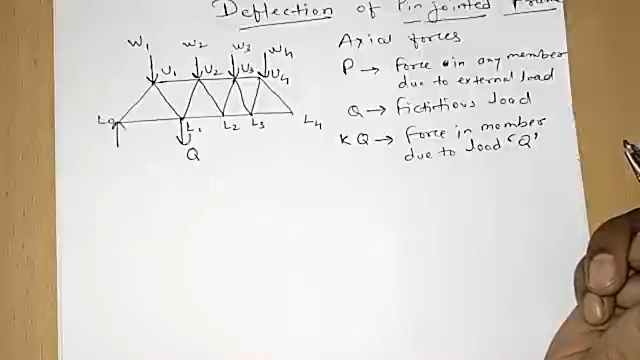 Deflection of Pin jointed Frame
Axial forces
P → Force in any member
due to external load
Q → Fictitious load
KQ → Force in member
due to load 'Q'
W1 W2 W3 W4
U1 U2 U3 U4
L0 L1 L2 L3 L4
Q